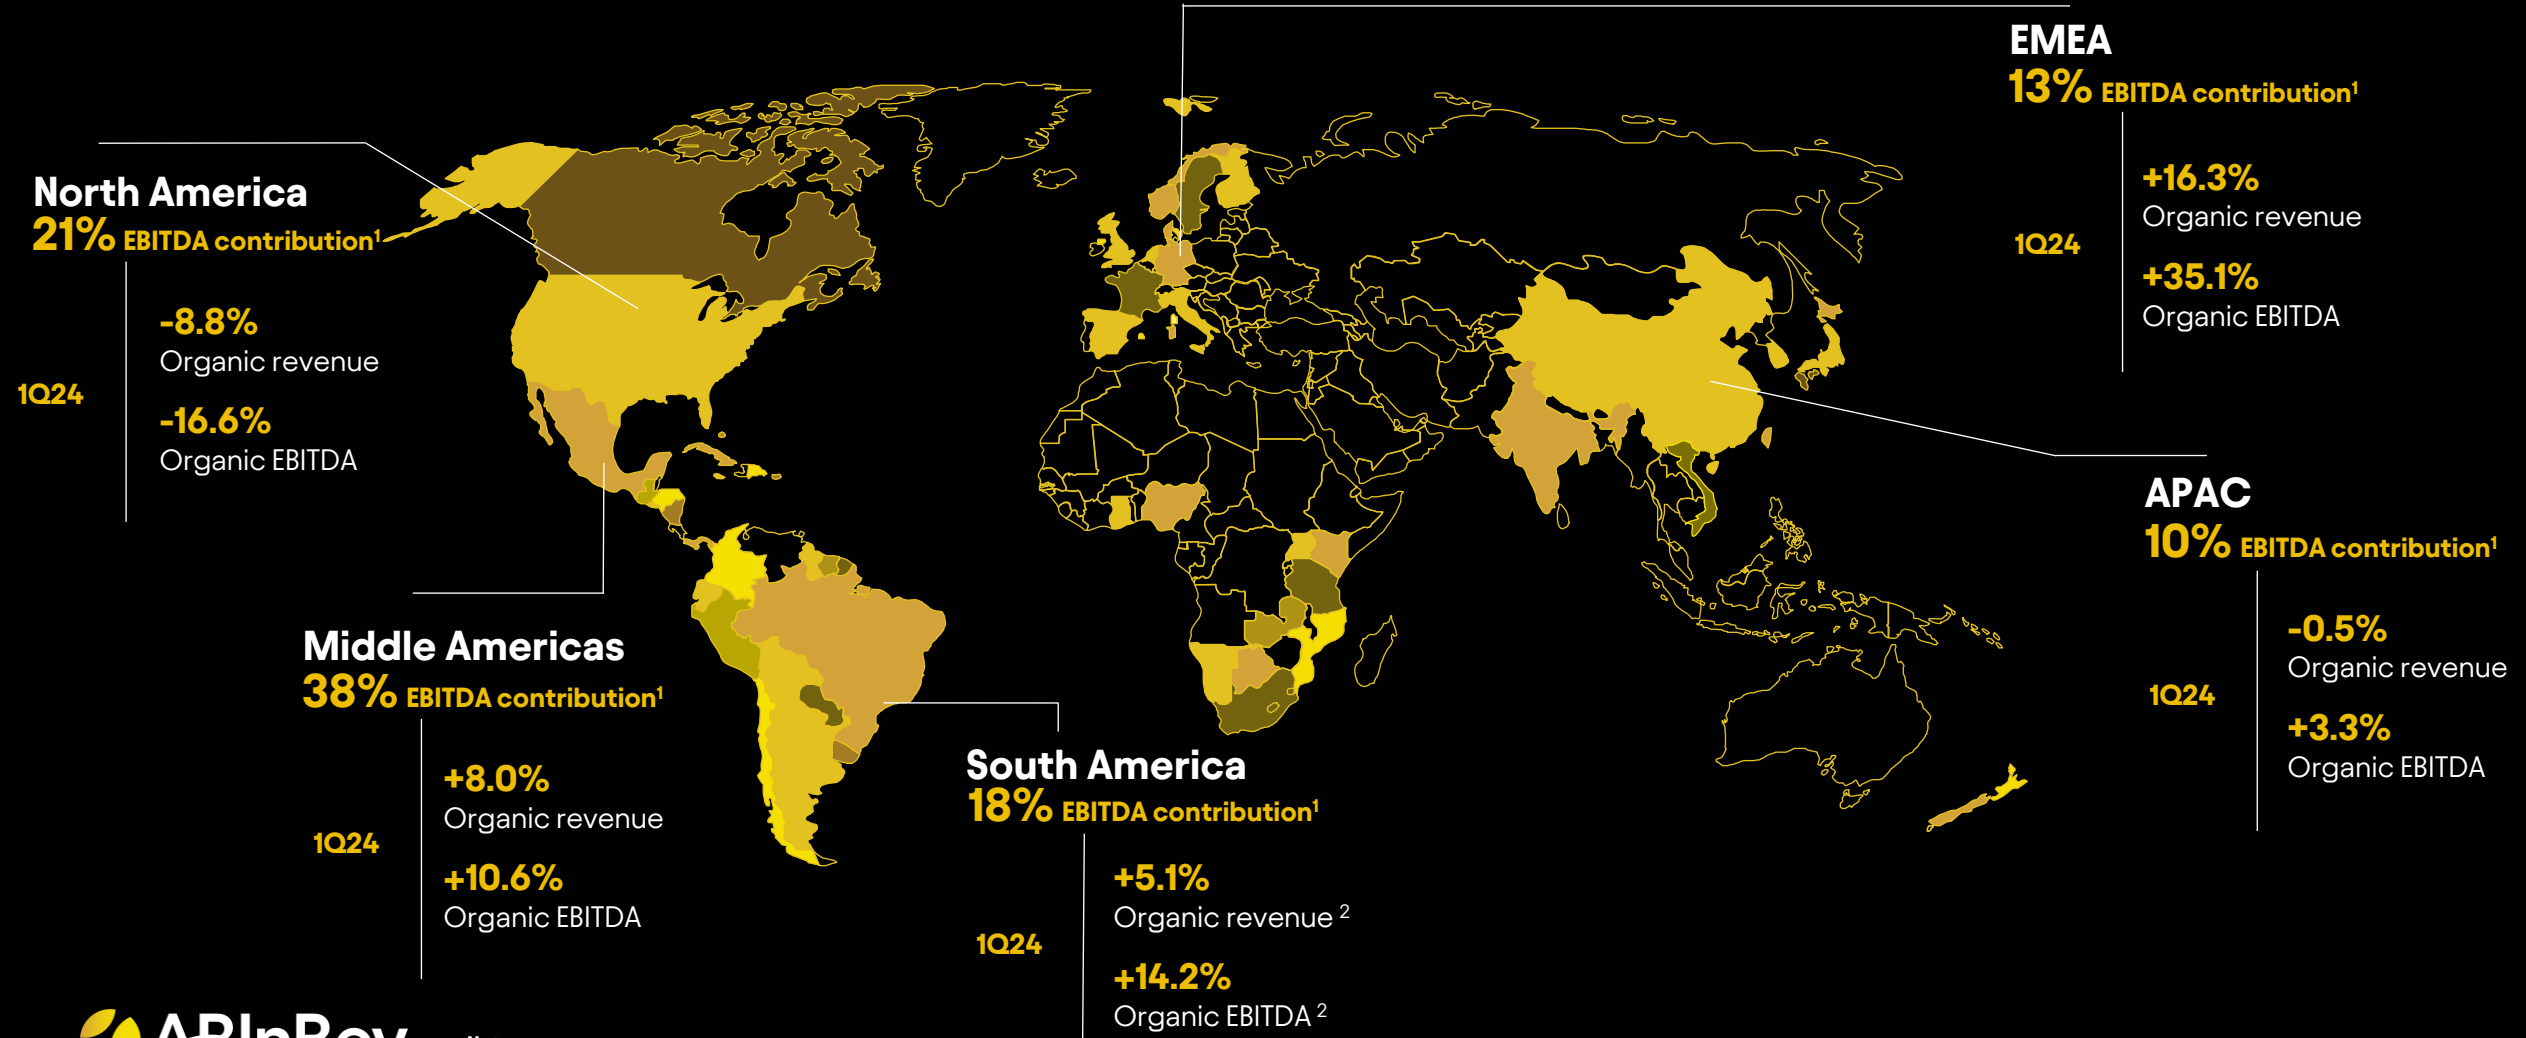 EMEA
13% EBITDA contribution¹
1Q24
+16.3%
Organic revenue
+35.1%
Organic EBITDA
North America
21% EBITDA contribution¹
1Q24
-8.8%
Organic revenue
-16.6%
Organic EBITDA
APAC
10% EBITDA contribution¹
1Q24
-0.5%
Organic revenue
+3.3%
Organic EBITDA
Middle Americas
38% EBITDA contribution¹
1Q24
+8.0%
Organic revenue
+10.6%
Organic EBITDA
South America
18% EBITDA contribution¹
1Q24
+5.1%
Organic revenue ²
+14.2%
Organic EBITDA ²
ABInBev